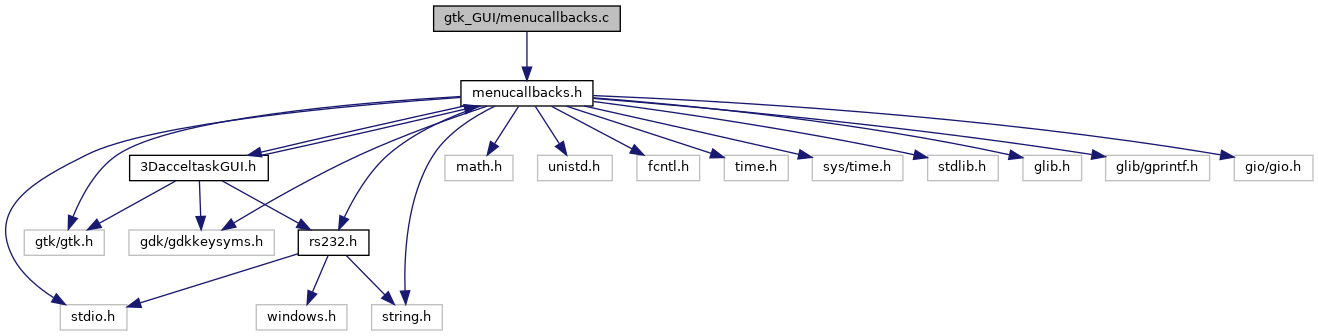 gtk_GUI/menucallbacks.c
menucallbacks.h
3DacceltaskGUI.h
math.h
unistd.h
fcntl.h
time.h
sys/time.h
stdlib.h
glib.h
glib/gprintf.h
gio/gio.h
gtk/gtk.h
gdk/gdkkeysyms.h
rs232.h
stdio.h
windows.h
string.h